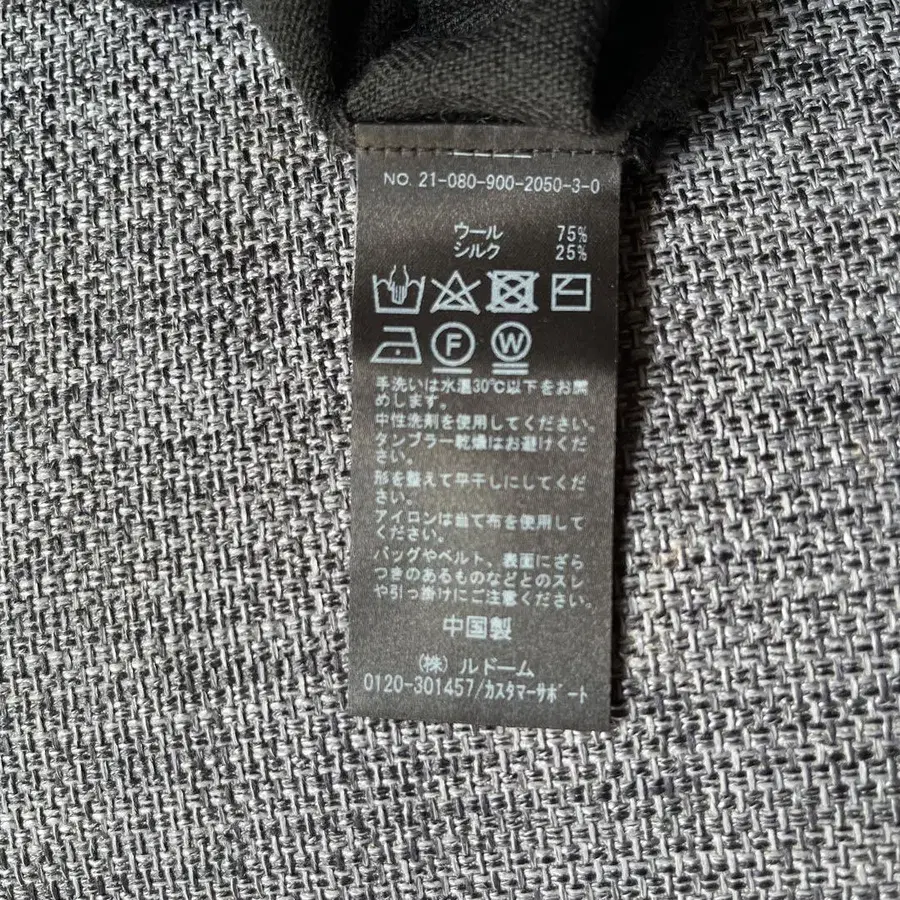 NO. 21-080-900-2050-3-0
ウール 75%
シルク 25%
F W
手洗いは水温30℃以下をお薦
めします。
中性洗剤を使用してください。
タンブラー乾燥はお避けくだ
さい。
形を整えて平干しにしてくだ
さい。
アイロンは当て布を使用して
ください。
バッグやベルト、表面にざら
つきのあるものなどとのスレ
や引っ掛けにご注意ください。
中国製
(株)ルドーム
0120-301457/カスタマーサポート